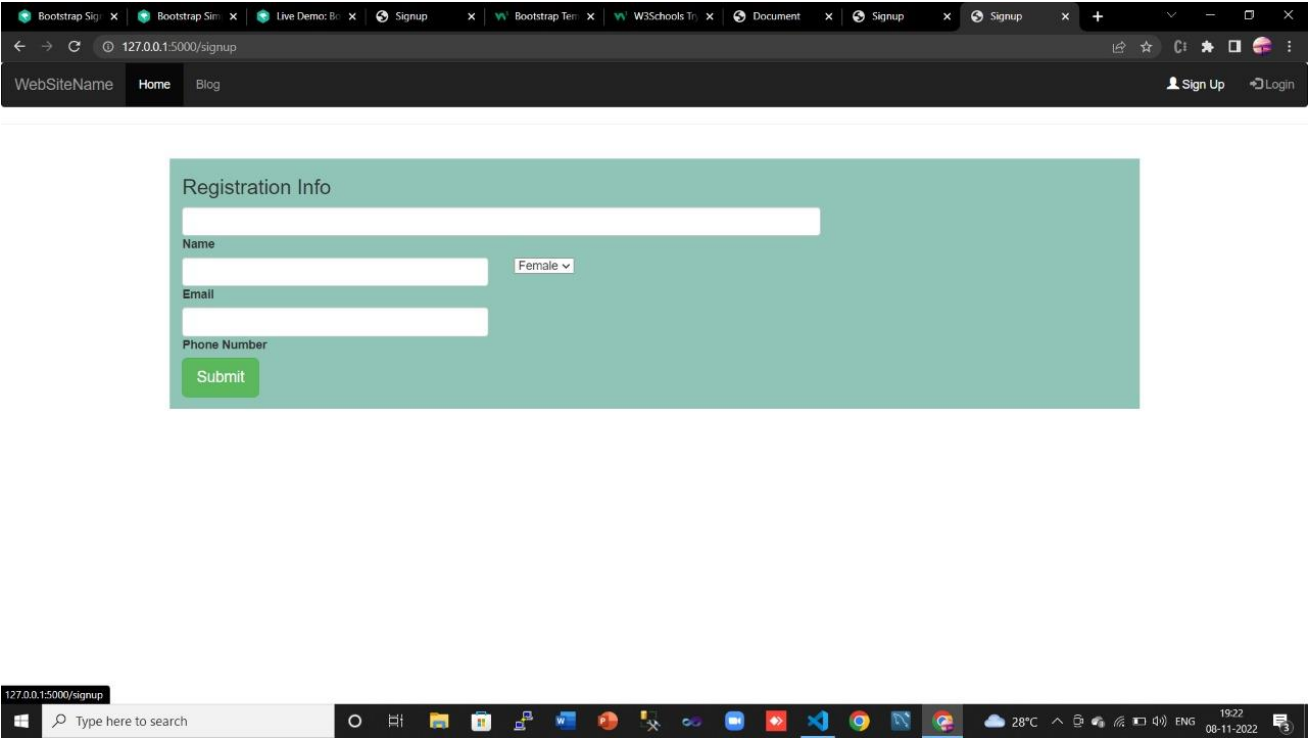 Bootstrap Sig Bootstrap Sim Live Demo: Bo Signup Bootstrap Tem W3Schools Try Document Signup Signup
127.0.0.1:5000/signup
WebSiteName Home Blog Sign Up Login
Registration Info
Name
Female
Email
Phone Number
Submit
127.0.0.1:5000/signup
Type here to search 28°C ENG 19:22
08-11-2022
3